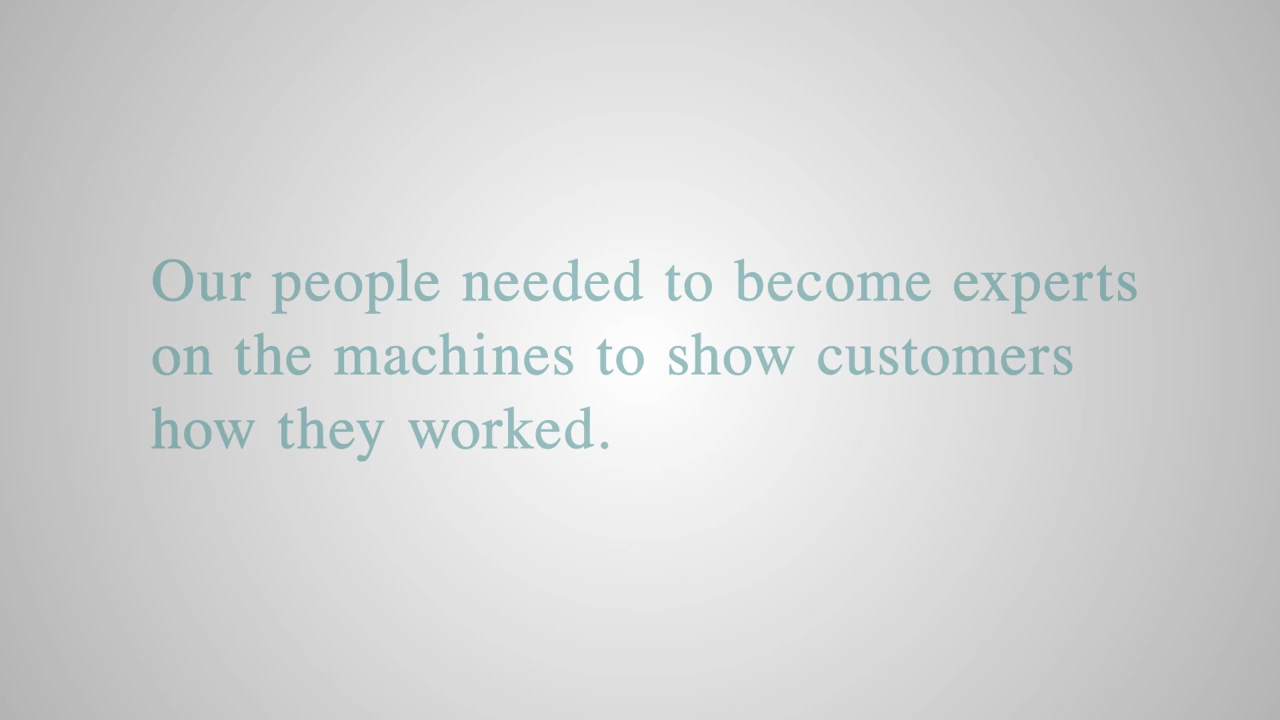 Our people needed to become experts
on the machines to show customers
how they worked.